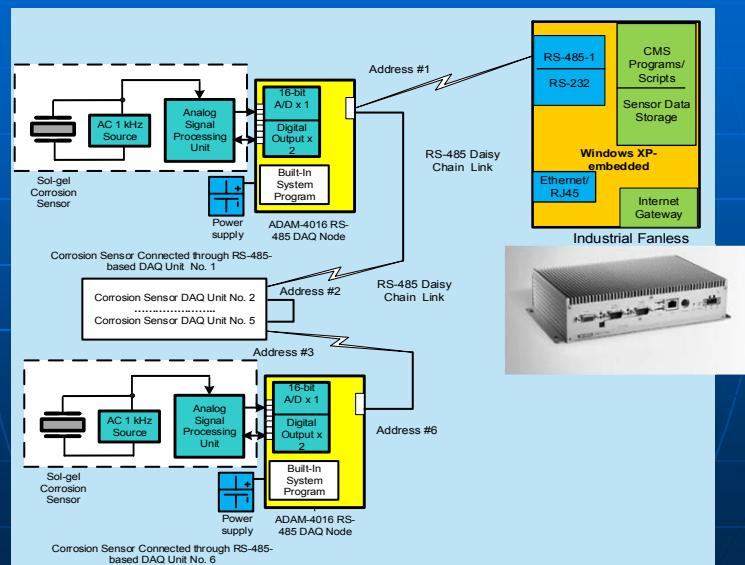 Address #1
16-bit
A/D x 1
Digital
Output x
2
Built-In
System
Program
AC 1 kHz
Source
Analog
Signal
Processing
Unit
Sol-gel
Corrosion
Sensor
Power
supply
ADAM-4016 RS-
485 DAQ Node
Corrosion Sensor Connected through RS-485-
based DAQ Unit No. 1
RS-485 Daisy
Chain Link
RS-485-1
RS-232
CMS
Programs/
Scripts
Sensor Data
Storage
Windows XP-
embedded
Ethernet/
RJ45
Internet
Gateway
Industrial Fanless
Corrosion Sensor DAQ Unit No. 2
........................
Corrosion Sensor DAQ Unit No. 5
Address #2
RS-485 Daisy
Chain Link
Address #3
Address #6
16-bit
A/D x 1
Digital
Output x
2
Built-In
System
Program
AC 1 kHz
Source
Analog
Signal
Processing
Unit
Sol-gel
Corrosion
Sensor
Power
supply
ADAM-4016 RS-
485 DAQ Node
Corrosion Sensor Connected through RS-485-
based DAQ Unit No. 6